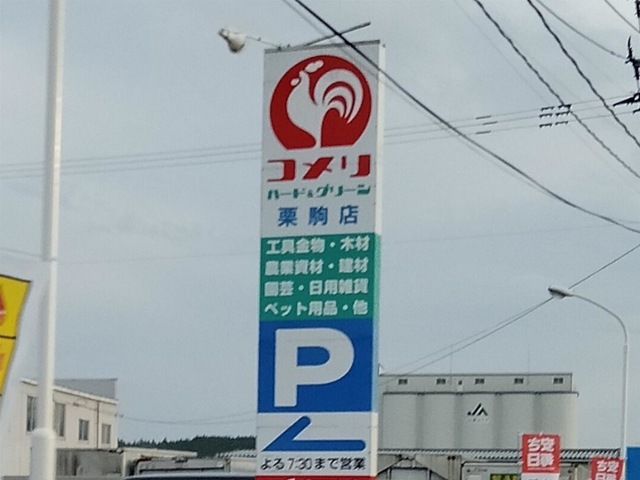 コメリ
ハード&グリーン
栗駒店
工具金物・木材
農業資材・建材
園芸・日用雑貨
ペット用品・他
P
よる7:30まで営業
JA